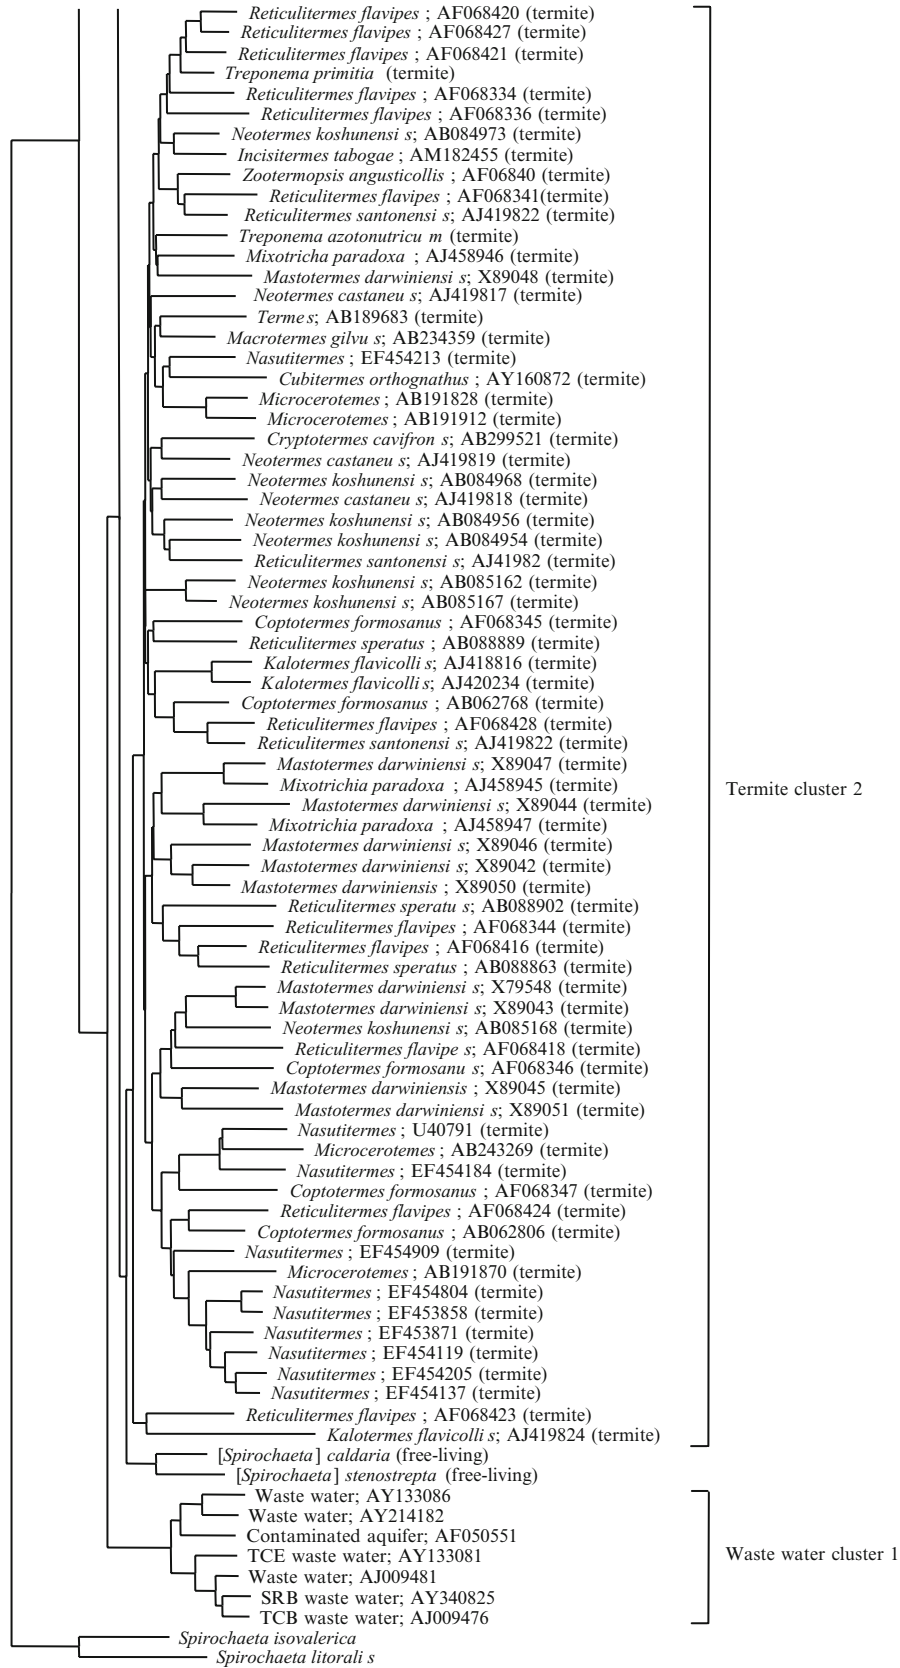 Reticulitermes flavipes ; AF068420 (termite)
Reticulitermes flavipes ; AF068427 (termite)
Reticulitermes flavipes ; AF068421 (termite)
Treponema primitia (termite)
Reticulitermes flavipes ; AF068334 (termite)
Reticulitermes flavipes ; AF068336 (termite)
Neotermes koshunensi s; AB084973 (termite)
Incisitermes tabogae ; AM182455 (termite)
Zootermopsis angusticollis ; AF06840 (termite)
Reticulitermes flavipes ; AF068341(termite)
Reticulitermes santonensi s; AJ419822 (termite)
Treponema azotonutricu m (termite)
Mixotricha paradoxa ; AJ458946 (termite)
Mastotermes darwiniensi s; X89048 (termite)
Neotermes castaneu s; AJ419817 (termite)
Terme s; AB189683 (termite)
Macrotermes gilvu s; AB234359 (termite)
Nasutitermes ; EF454213 (termite)
Cubitermes orthognathus ; AY160872 (termite)
Microcerotemes ; AB191828 (termite)
Microcerotemes ; AB191912 (termite)
Cryptotermes cavifron s; AB299521 (termite)
Neotermes castaneu s; AJ419819 (termite)
Neotermes koshunensi s; AB084968 (termite)
Neotermes castaneu s; AJ419818 (termite)
Neotermes koshunensi s; AB084956 (termite)
Neotermes koshunensi s; AB084954 (termite)
Reticulitermes santonensi s; AJ41982 (termite)
Neotermes koshunensi s; AB085162 (termite)
Neotermes koshunensi s; AB085167 (termite)
Coptotermes formosanus ; AF068345 (termite)
Reticulitermes speratus ; AB088889 (termite)
Kalotermes flavicolli s; AJ418816 (termite)
Kalotermes flavicolli s; AJ420234 (termite)
Coptotermes formosanus ; AB062768 (termite)
Reticulitermes flavipes ; AF068428 (termite)
Reticulitermes santonensi s; AJ419822 (termite)
Mastotermes darwiniensi s; X89047 (termite)
Mixotrichia paradoxa ; AJ458945 (termite)
Termite cluster 2
Mastotermes darwiniensi s; X89044 (termite)
Mixotrichia paradoxa ; AJ458947 (termite)
Mastotermes darwiniensi s; X89046 (termite)
Mastotermes darwiniensi s; X89042 (termite)
Mastotermes darwiniensis ; X89050 (termite)
Reticulitermes speratu s; AB088902 (termite)
Reticulitermes flavipes ; AF068344 (termite)
Reticulitermes flavipes ; AF068416 (termite)
Reticulitermes speratus ; AB088863 (termite)
Mastotermes darwiniensi s; X79548 (termite)
Mastotermes darwiniensi s; X89043 (termite)
Neotermes koshunensi s; AB085168 (termite)
Reticulitermes flavipe s; AF068418 (termite)
Coptotermes formosanu s; AF068346 (termite)
Mastotermes darwiniensis ; X89045 (termite)
Mastotermes darwiniensi s; X89051 (termite)
Nasutitermes ; U40791 (termite)
Microcerotemes ; AB243269 (termite)
Nasutitermes ; EF454184 (termite)
Coptotermes formosanus ; AF068347 (termite)
Reticulitermes flavipes ; AF068424 (termite)
Coptotermes formosanus ; AB062806 (termite)
Nasutitermes ; EF454909 (termite)
Microcerotemes ; AB191870 (termite)
Nasutitermes ; EF454804 (termite)
Nasutitermes ; EF453858 (termite)
Nasutitermes ; EF453871 (termite)
Nasutitermes ; EF454119 (termite)
Nasutitermes ; EF454205 (termite)
Nasutitermes ; EF454137 (termite)
Reticulitermes flavipes ; AF068423 (termite)
Kalotermes flavicolli s; AJ419824 (termite)
[Spirochaeta] caldaria (free-living)
[Spirochaeta] stenostrepta (free-living)
Waste water; AY133086
Waste water; AY214182
Contaminated aquifer; AF050551
TCE waste water; AY133081
Waste water cluster 1
Waste water; AJ009481
SRB waste water; AY340825
TCB waste water; AJ009476
Spirochaeta isovalerica
Spirochaeta litorali s